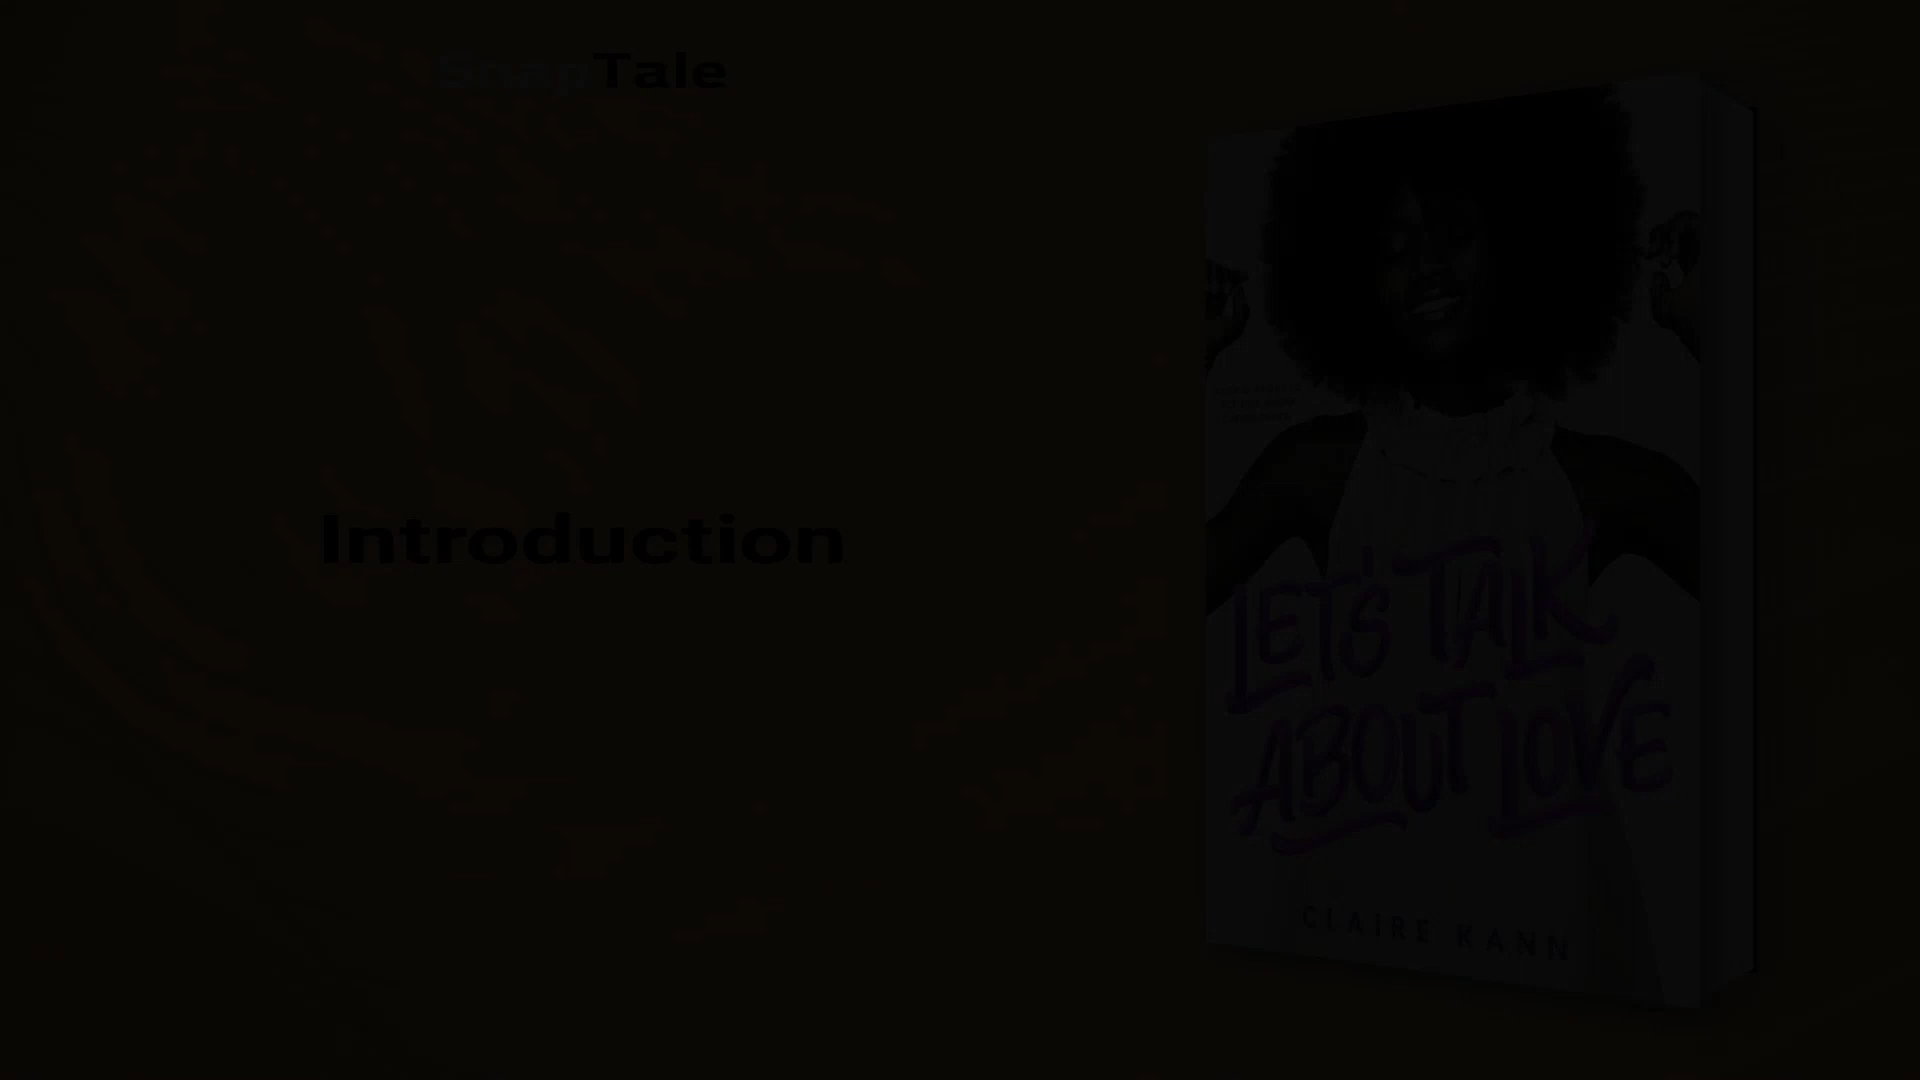 SnapTale
Introduction
LET'S TALK
ABOUT LOVE
CLAIRE KANN